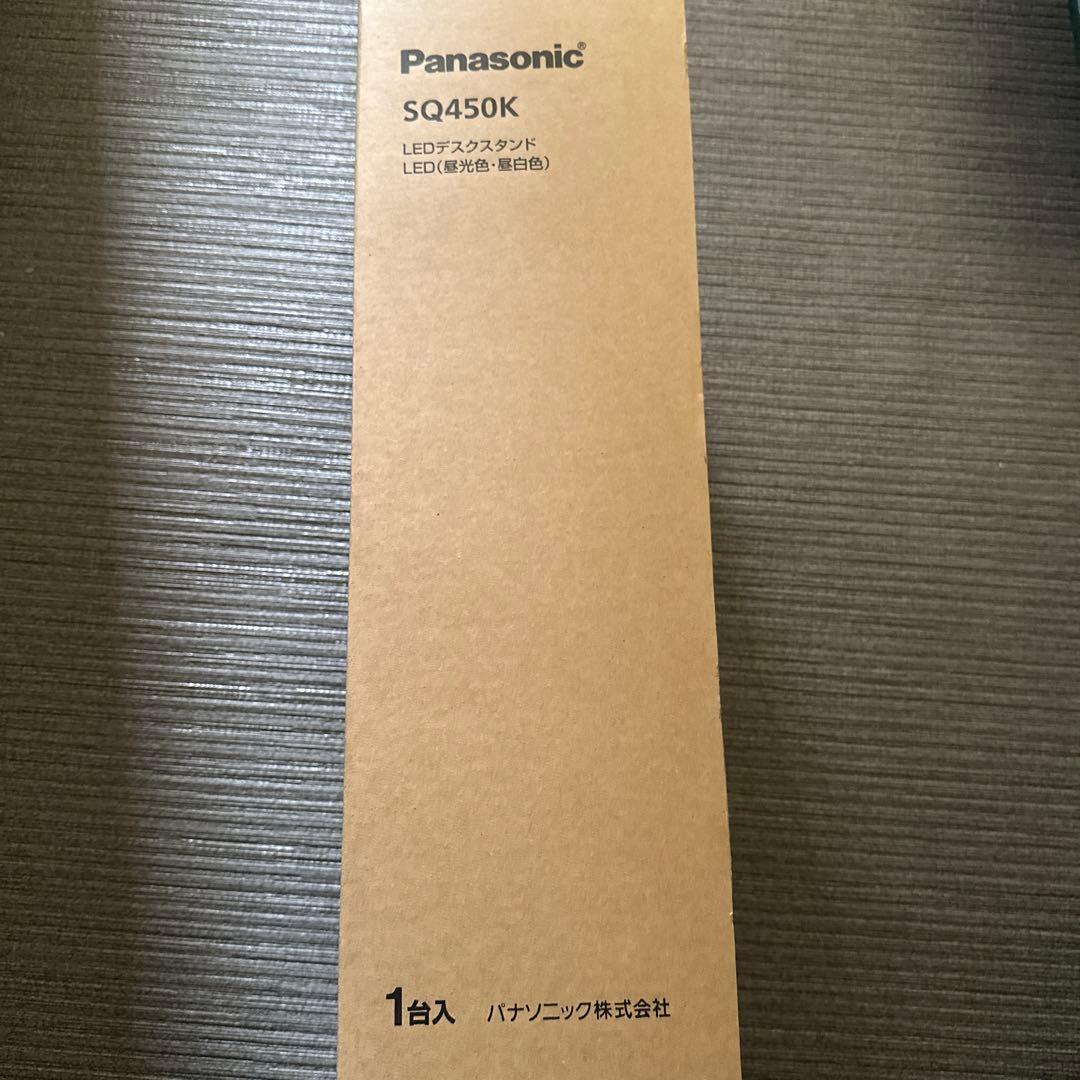 Panasonic®
SQ450K
LEDデスクスタンド
LED(昼光色・昼白色)
1台入 パナソニック株式会社